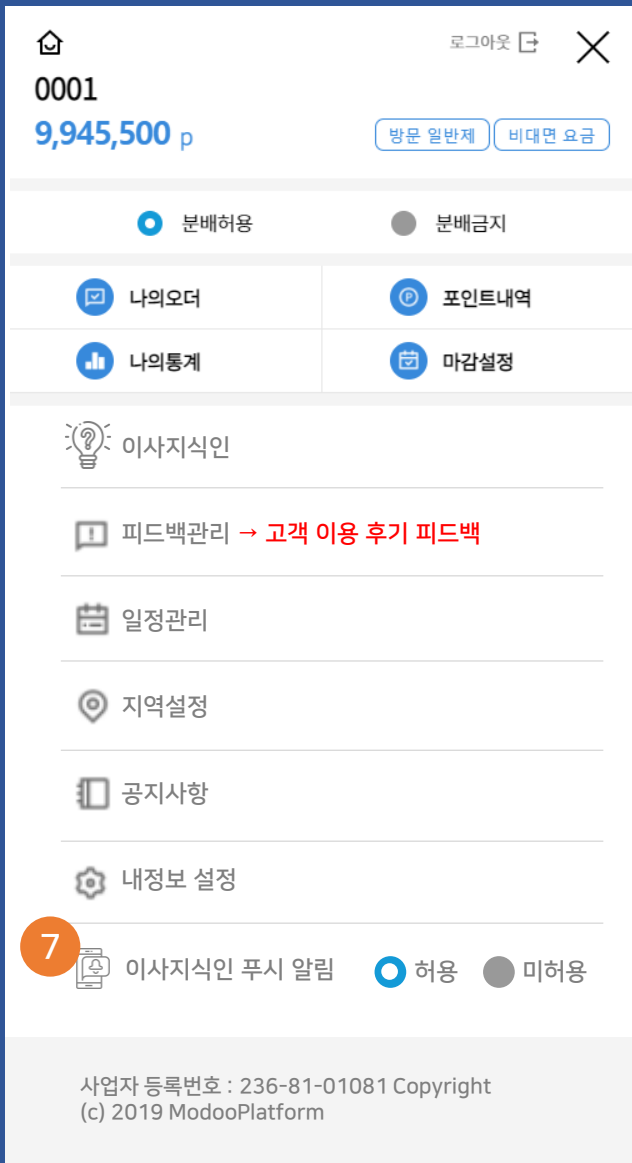 로그아웃
0001
9,945,500 p
방문 일반제 비대면 요금
분배허용 분배금지
나의오더 포인트내역
나의통계 마감설정
이사지식인
피드백관리 → 고객 이용 후기 피드백
일정관리
지역설정
공지사항
내정보 설정
7
이사지식인 푸시 알림 허용 미허용
사업자 등록번호 : 236-81-01081 Copyright
(c) 2019 ModooPlatform